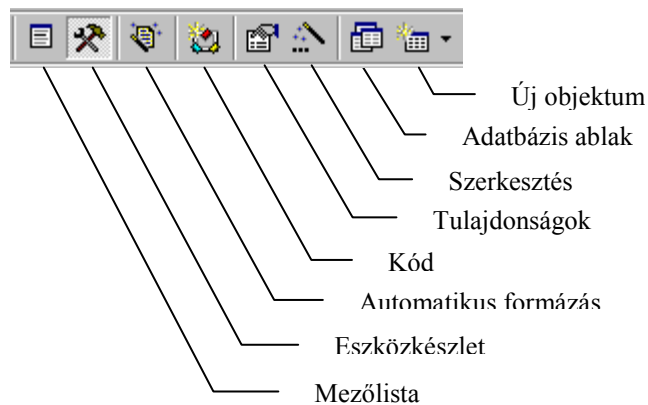 Új objektum
Adatbázis ablak
Szerkesztés
Tulajdonságok
Kód
Automatikus formázás
Eszközkészlet
Mezőlista